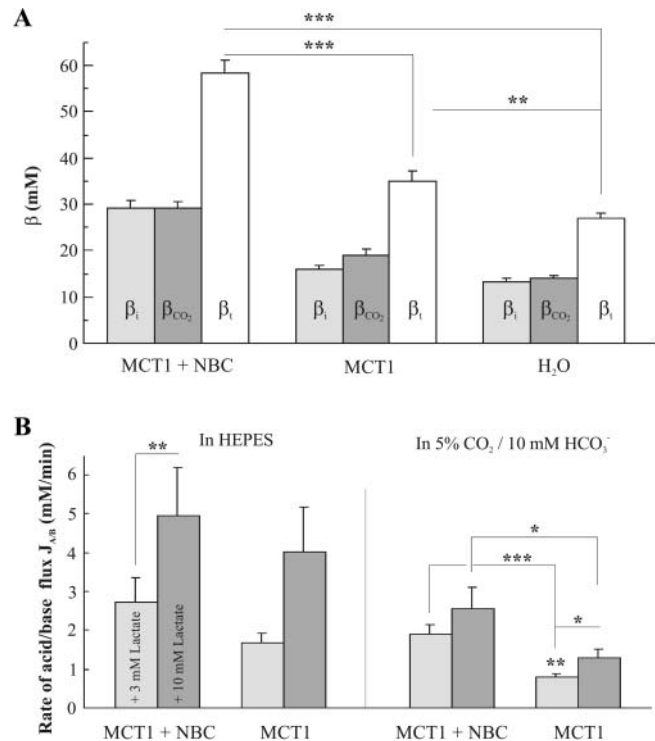 A
***
***
**
60
50
40
30
20
10
0
β (mM)
βi βCO2 βt βi βCO2 βt βi βCO2 βt
MCT1 + NBC MCT1 H2O
B
In HEPES In 5% CO2 / 10 mM HCO3-
Rate of acid/base flux JA/B (mM/min)
6
5
4
3
2
1
0
**
*
***
*
**
+ 3 mM Lactate
+ 10 mM Lactate
MCT1 + NBC MCT1 MCT1 + NBC MCT1